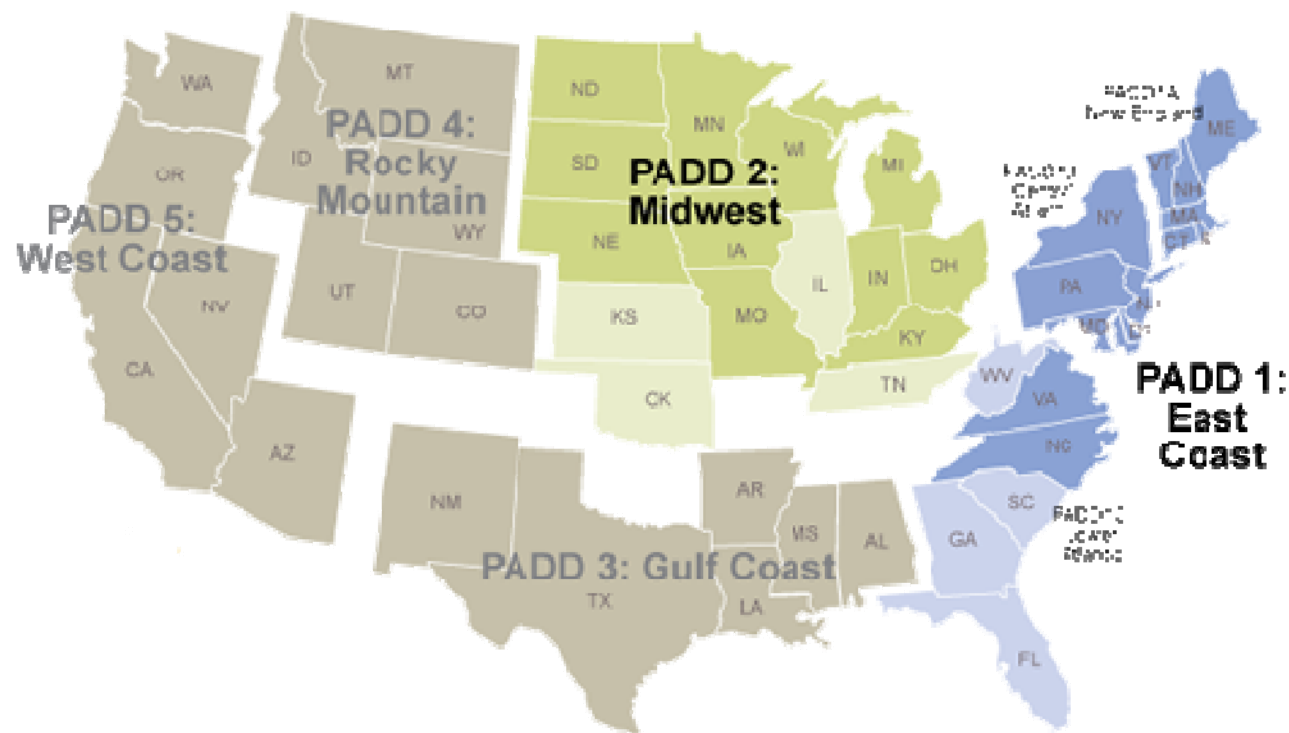 WA
MT
ND
MN
PADD 4:
Rocky
Mountain
OR
ID
SD
WI
MI
New England
ME
VT
NH
PADD 2:
Midwest
NY
MA
CT
PADD 5:
West Coast
WY
NE
IA
IL
IN
OH
PA
NV
UT
CO
KS
MO
KY
MD
CA
CK
TN
WV
VA
PADD 1:
East
Coast
AZ
NM
AR
NC
SC
MS
AL
GA
PADD 3: Gulf Coast
TX
LA
FL